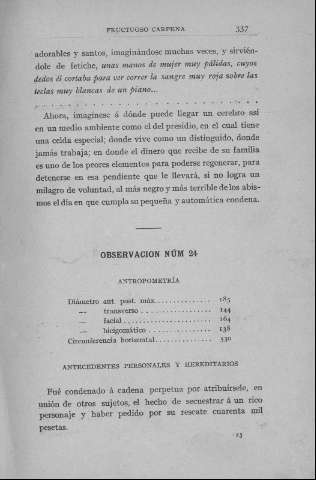 FRUCTUOSO CARPENA 337
adorables y santos, imaginándose muchas veces, y sirvién-
dole de fetiche, unas manos de mujer muy pálidas, cuyos
dedos él cortaba para ver correr la sangre muy roja sobre las
teclas muy blancas de un piano...
. . . . . . . . . . . . . . . . . . . . . . . . . .
Ahora, imagínese á dónde puede llegar un cerebro así
en un medio ambiente como el del presidio, en el cual tiene
una celda especial; donde vive como un distinguido, donde
jamás trabaja; en donde el dinero que recibe de su familia
es uno de los peores elementos para poderse regenerar, para
detenerse en esa pendiente que le llevará, si no logra un
milagro de voluntad, al más negro y más terrible de los abis-
mos el día en que cumpla su pequeña y automática condena.
OBSERVACION NÚM 24
ANTROPOMETRÍA
Diámetro ant. post. máx.............. 185
— transverso.................. 144
— facial...................... 164
— bicigomático................ 138
Circunferencia horizontal............... 530
ANTECEDENTES PERSONALES Y HEREDITARIOS
Fué condenado á cadena perpetua por atribuírsele, en
unión de otros sujetos, el hecho de secuestrar á un rico
personaje y haber pedido por su rescate cuarenta mil
pesetas.